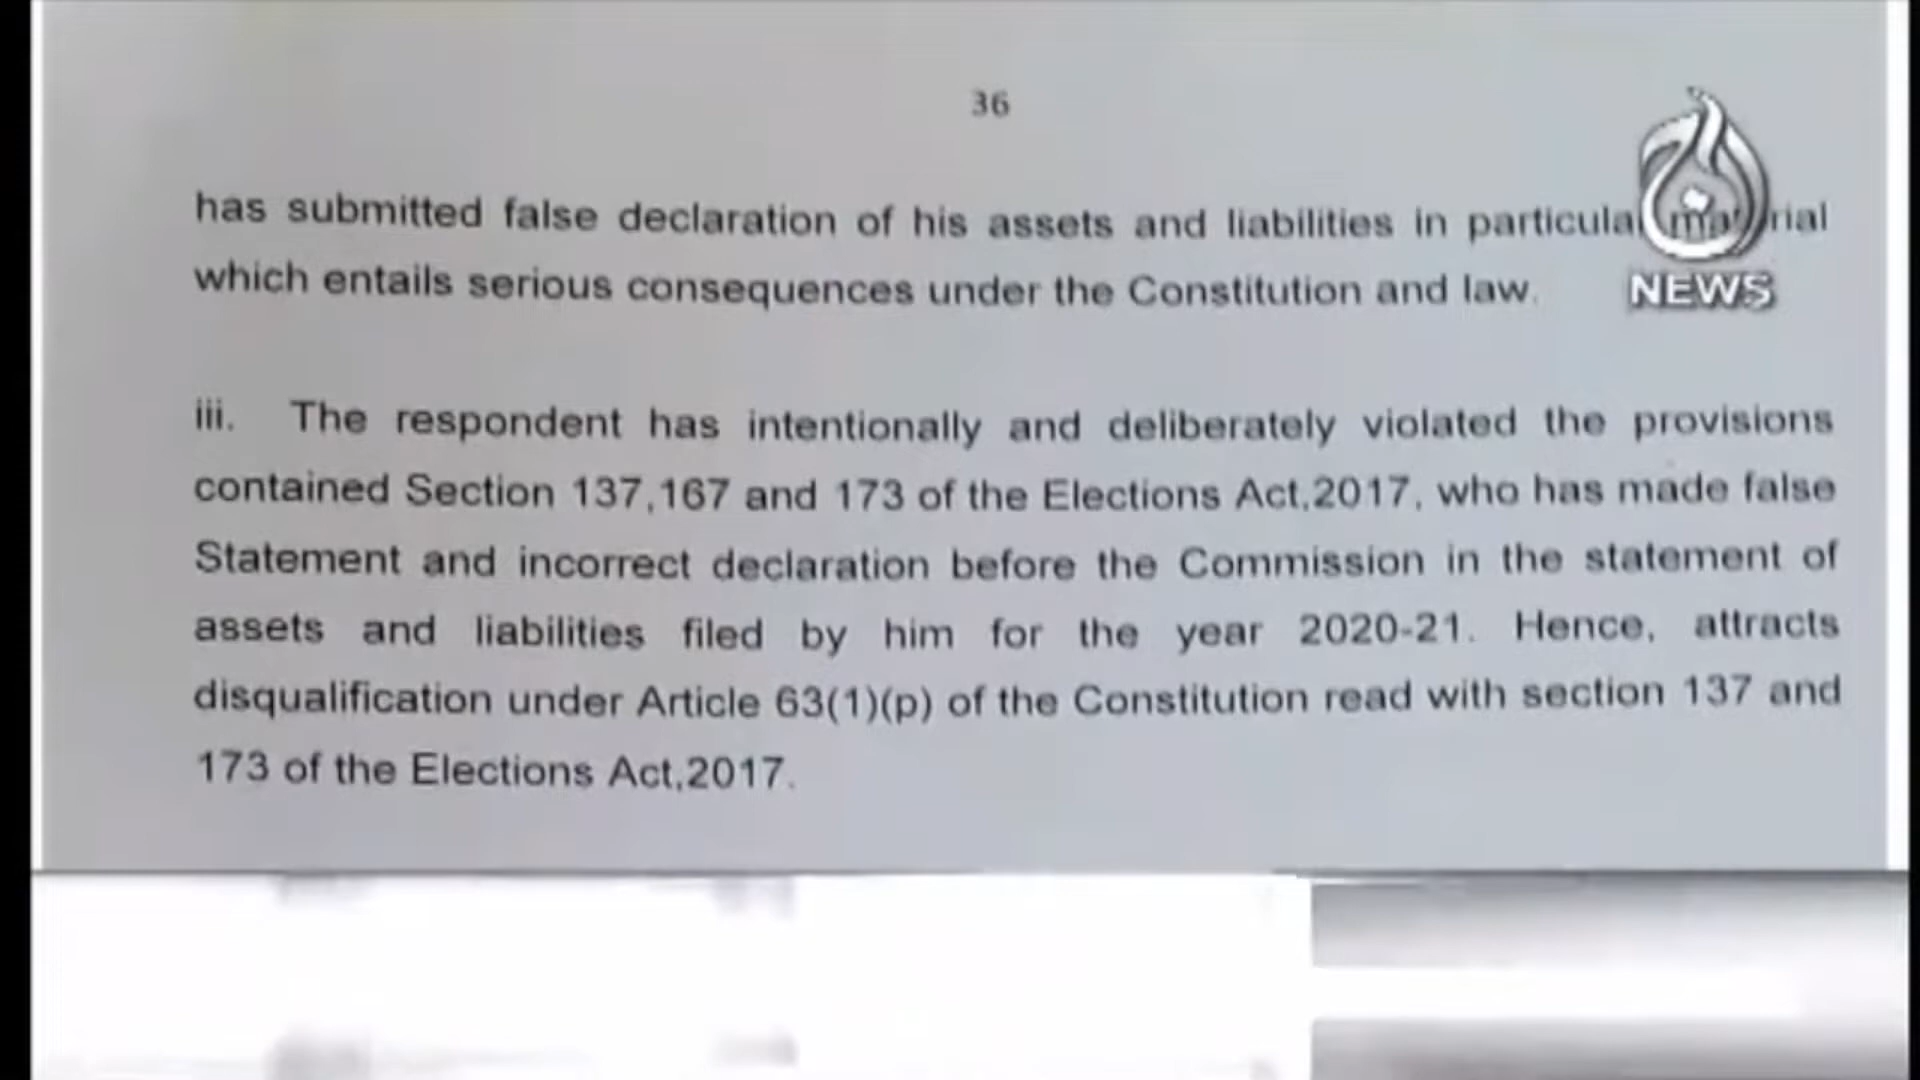 36
has submitted false declaration of his assets and liabilities in particular material
which entails serious consequences under the Constitution and law.
NEWS
iii. The respondent has intentionally and deliberately violated the provisions
contained Section 137,167 and 173 of the Elections Act,2017, who has made false
Statement and incorrect declaration before the Commission in the statement of
assets and liabilities filed by him for the year 2020-21. Hence, attracts
disqualification under Article 63(1)(p) of the Constitution read with section 137 and
173 of the Elections Act,2017.